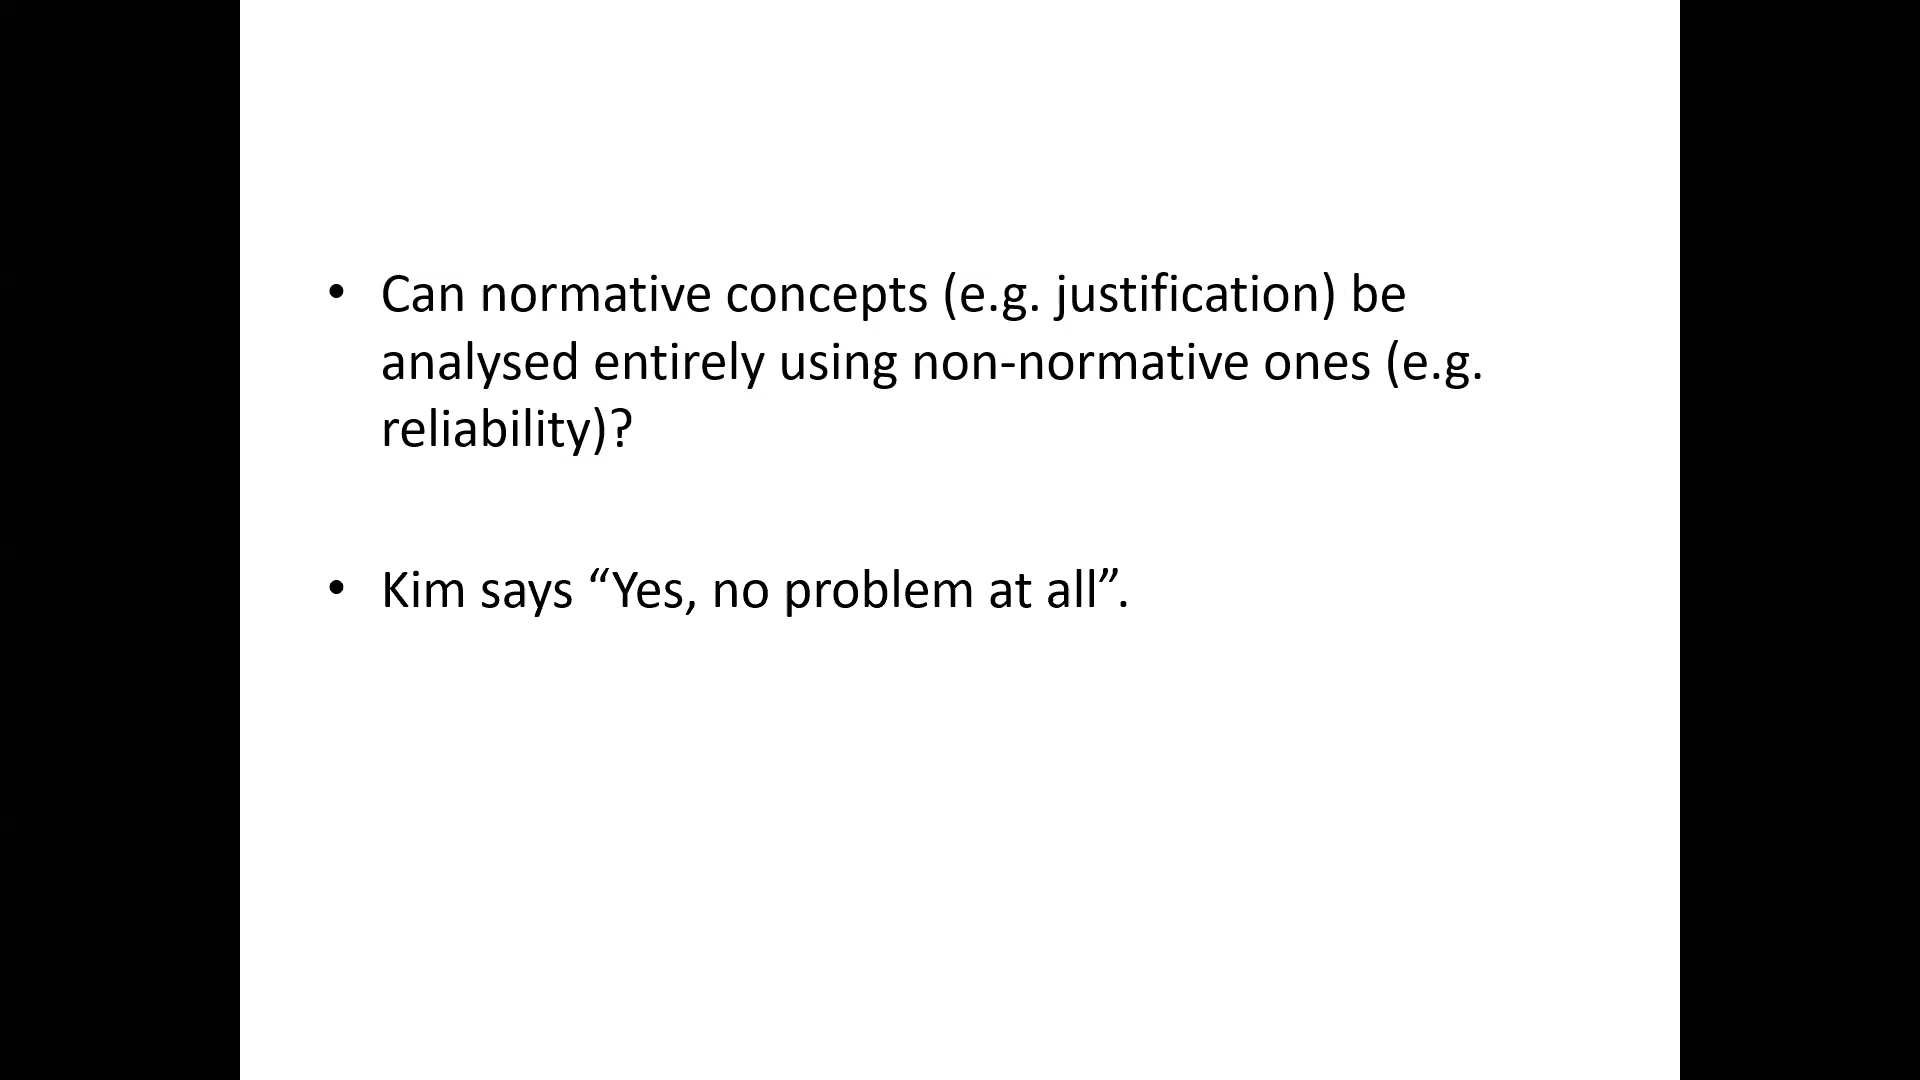 • Can normative concepts (e.g. justification) be
analysed entirely using non-normative ones (e.g.
reliability)?
• Kim says “Yes, no problem at all”.